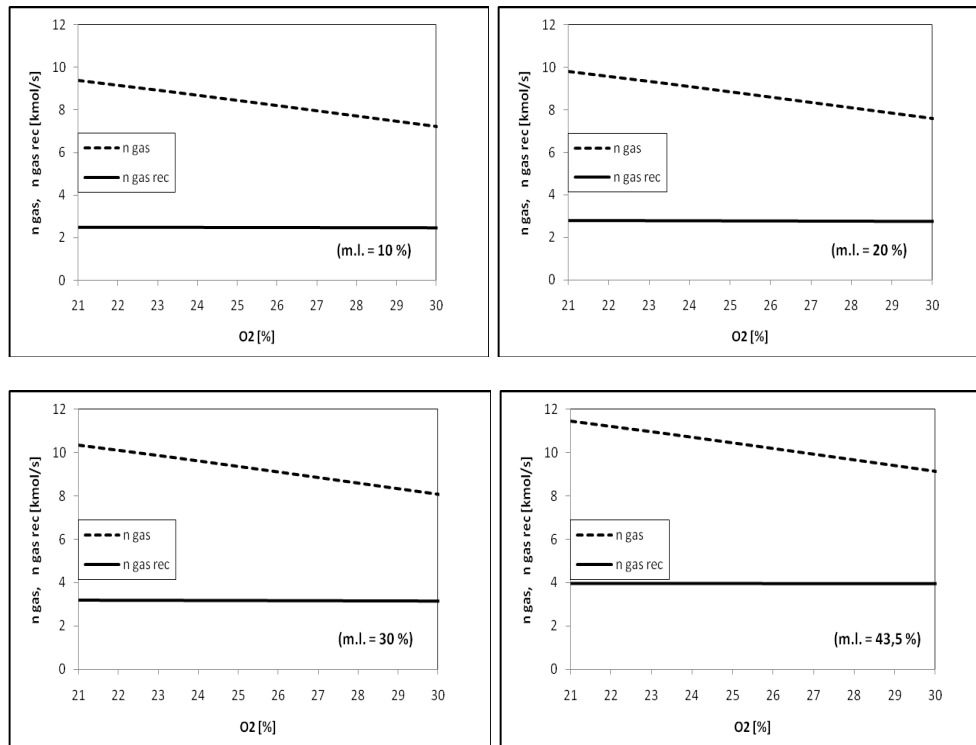 n gas, n gas rec [kmol/s]
12
10
8
6
4
2
0
n gas
n gas rec
(m.l. = 10 %)
21 22 23 24 25 26 27 28 29 30
O2 [%]
n gas, n gas rec [kmol/s]
12
10
8
6
4
2
0
n gas
n gas rec
(m.l. = 20 %)
21 22 23 24 25 26 27 28 29 30
O2 [%]
n gas, n gas rec [kmol/s]
12
10
8
6
4
2
0
n gas
n gas rec
(m.l. = 30 %)
21 22 23 24 25 26 27 28 29 30
O2 [%]
n gas, n gas rec [kmol/s]
12
10
8
6
4
2
0
n gas
n gas rec
(m.l. = 43,5 %)
21 22 23 24 25 26 27 28 29 30
O2 [%]